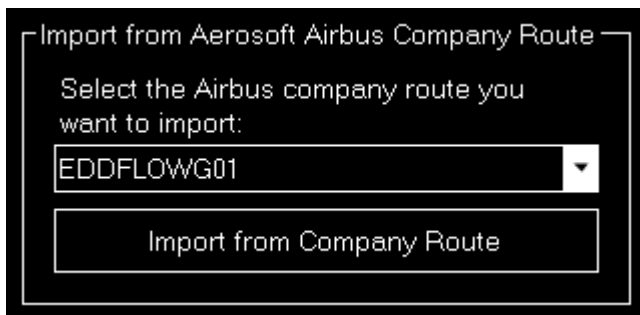 Import from Aerosoft Airbus Company Route
Select the Airbus company route you
want to import:
EDDFLOWG01
Import from Company Route